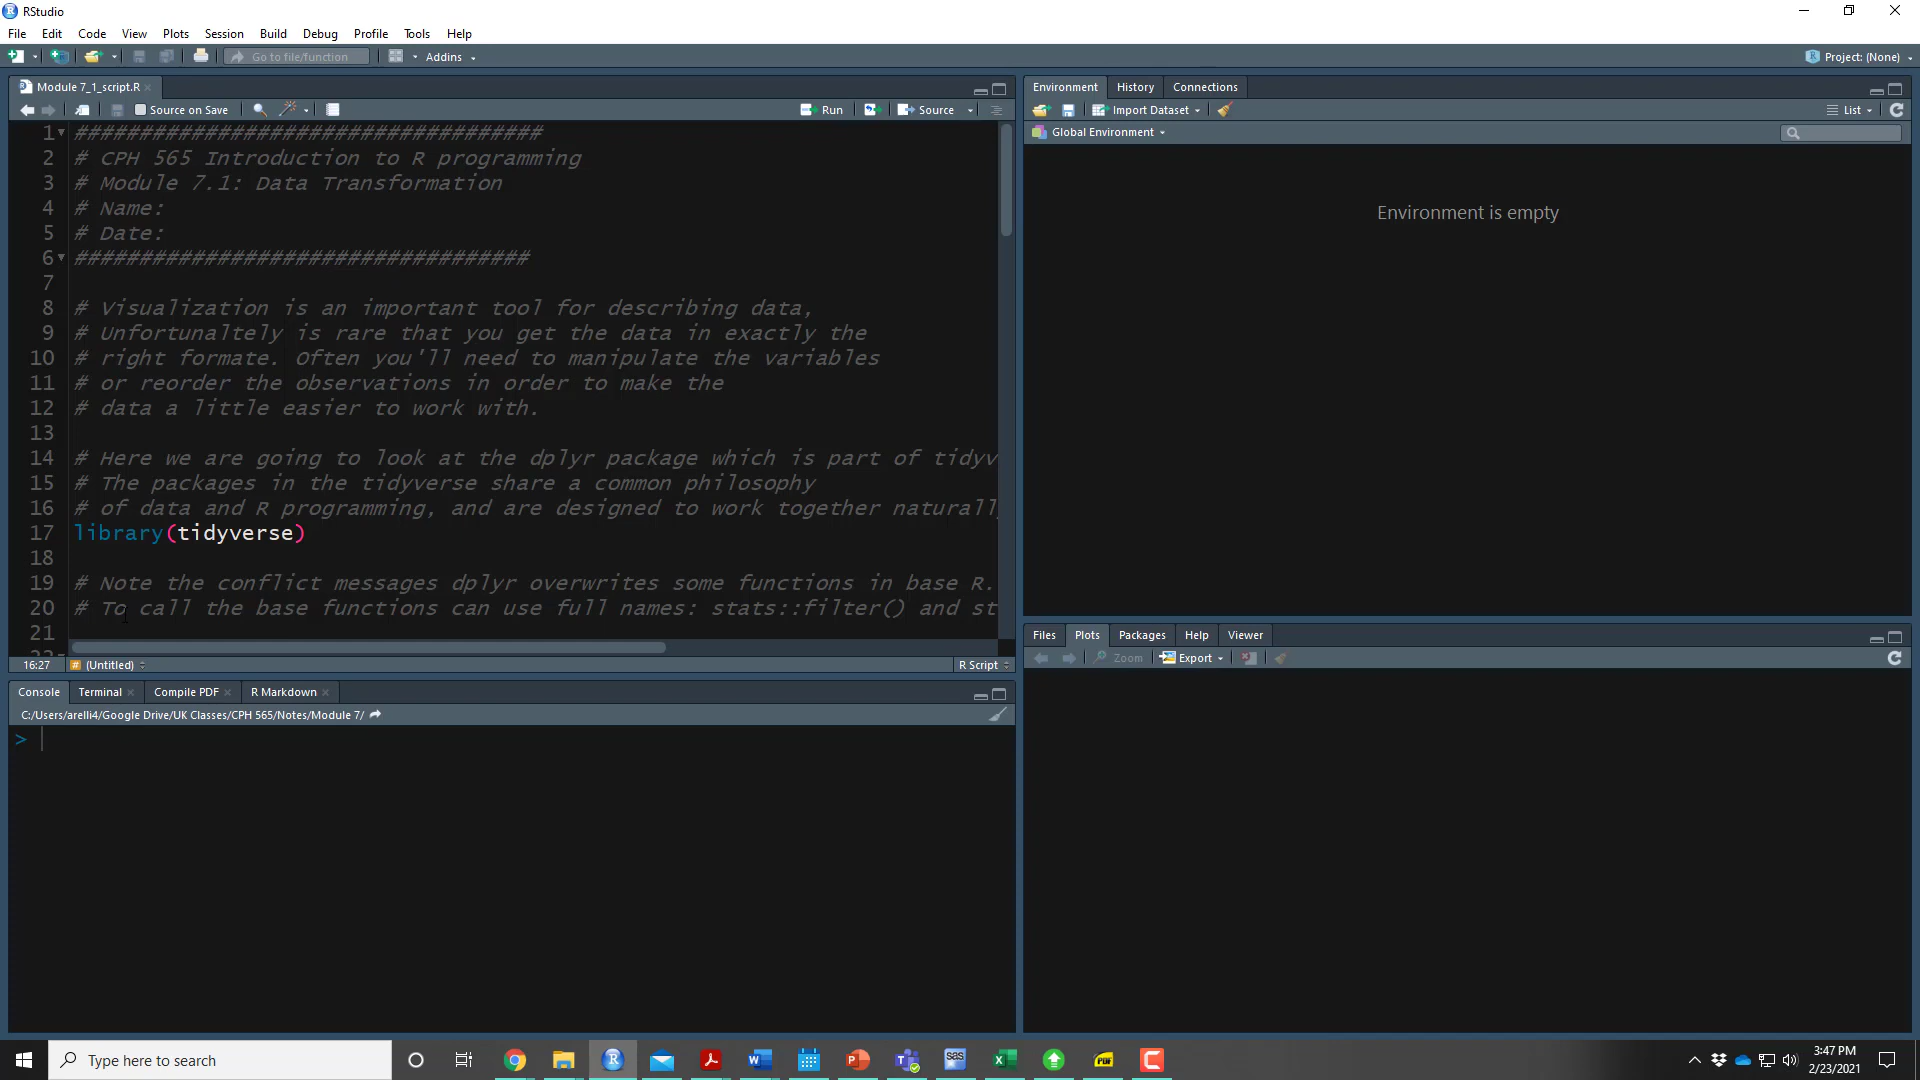 RStudio
File Edit Code View Plots Session Build Debug Profile Tools Help
Go to file/function Addins Project: (None)
Module 7_1_script.R
Source on Save Run Source
1 ####################################
2 # CPH 565 Introduction to R programming
3 # Module 7.1: Data Transformation
4 # Name:
5 # Date:
6 ###################################
7
8 # Visualization is an important tool for describing data,
9 # Unfortunaltely is rare that you get the data in exactly the
10 # right formate. Often you'll need to manipulate the variables
11 # or reorder the observations in order to make the
12 # data a little easier to work with.
13
14 # Here we are going to look at the dplyr package which is part of tidyv
15 # The packages in the tidyverse share a common philosophy
16 # of data and R programming, and are designed to work together naturall
17 library(tidyverse)
18
19 # Note the conflict messages dplyr overwrites some functions in base R.
20 # To call the base functions can use full names: stats::filter() and st
21
16:27 # (Untitled) R Script
Console Terminal Compile PDF R Markdown
C:/Users/arelli4/Google Drive/UK Classes/CPH 565/Notes/Module 7/
>
Environment History Connections
Import Dataset List
Global Environment
Environment is empty
Files Plots Packages Help Viewer
Zoom Export
Type here to search
3:47 PM
2/23/2021